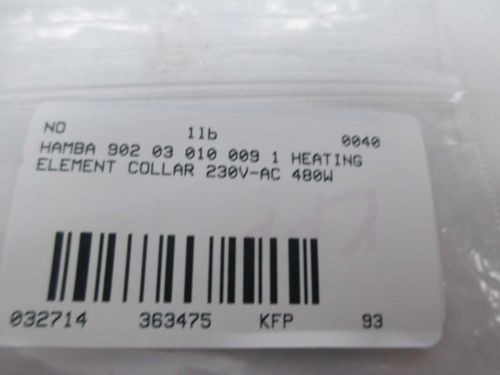 NO 11b 0040
HAMBA 902 03 010 009 1 HEATING
ELEMENT COLLAR 230V-AC 480W
032714 363475 KFP 93